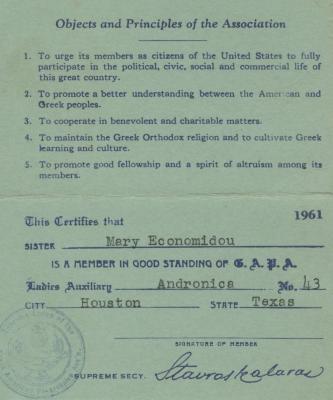 Objects and Principles of the Association
1. To urge its members as citizens of the United States to fully
participate in the political, civic, social and commercial life of
this great country.
2. To promote a better understanding between the American and
Greek peoples.
3. To cooperate in benevolent and charitable matters.
4. To maintain the Greek Orthodox religion and to cultivate Greek
learning and culture.
5. To promote good fellowship and a spirit of altruism among its
members.
1961
This Certifies that
SISTER Mary Economidou
IS A MEMBER IN GOOD STANDING OF G.A.P.A.
Ladies Auxiliary Andronica No. 43
CITY Houston STATE Texas
SIGNATURE OF MEMBER
SUPREME SECY. Stavros Kalaras